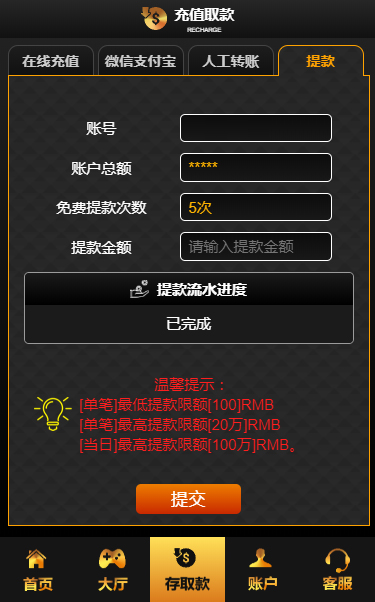 充值取款
RECHARGE
在线充值 微信支付宝 人工转账 提款
账号
账户总额 *****
免费提款次数 5次
提款金额 请输入提款金额
提款流水进度
已完成
温馨提示：
[单笔]最低提款限额[100]RMB
[单笔]最高提款限额[20万]RMB
[当日]最高提款限额[100万]RMB。
提交
首页 大厅 存取款 账户 客服